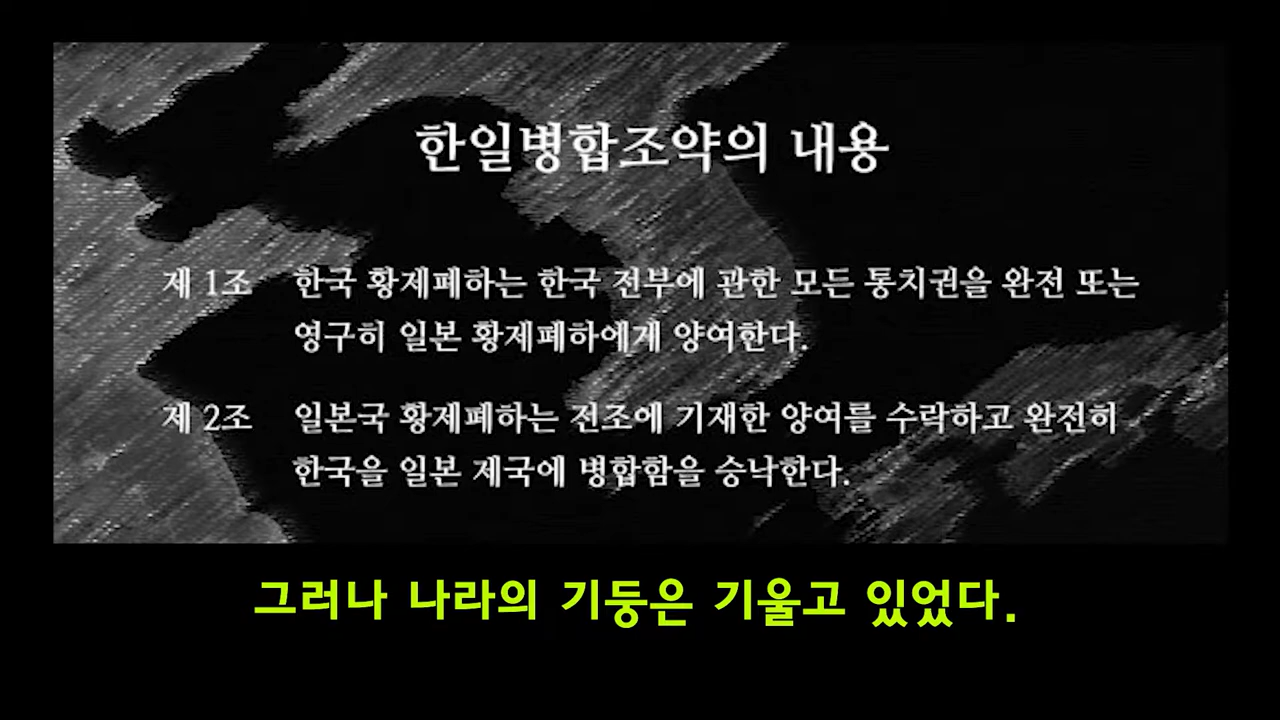 한일병합조약의 내용
제 1조 한국 황제폐하는 한국 전부에 관한 모든 통치권을 완전 또는
영구히 일본 황제폐하에게 양여한다.
제 2조 일본국 황제폐하는 전조에 기재한 양여를 수락하고 완전히
한국을 일본 제국에 병합함을 승낙한다.
그러나 나라의 기둥은 기울고 있었다.